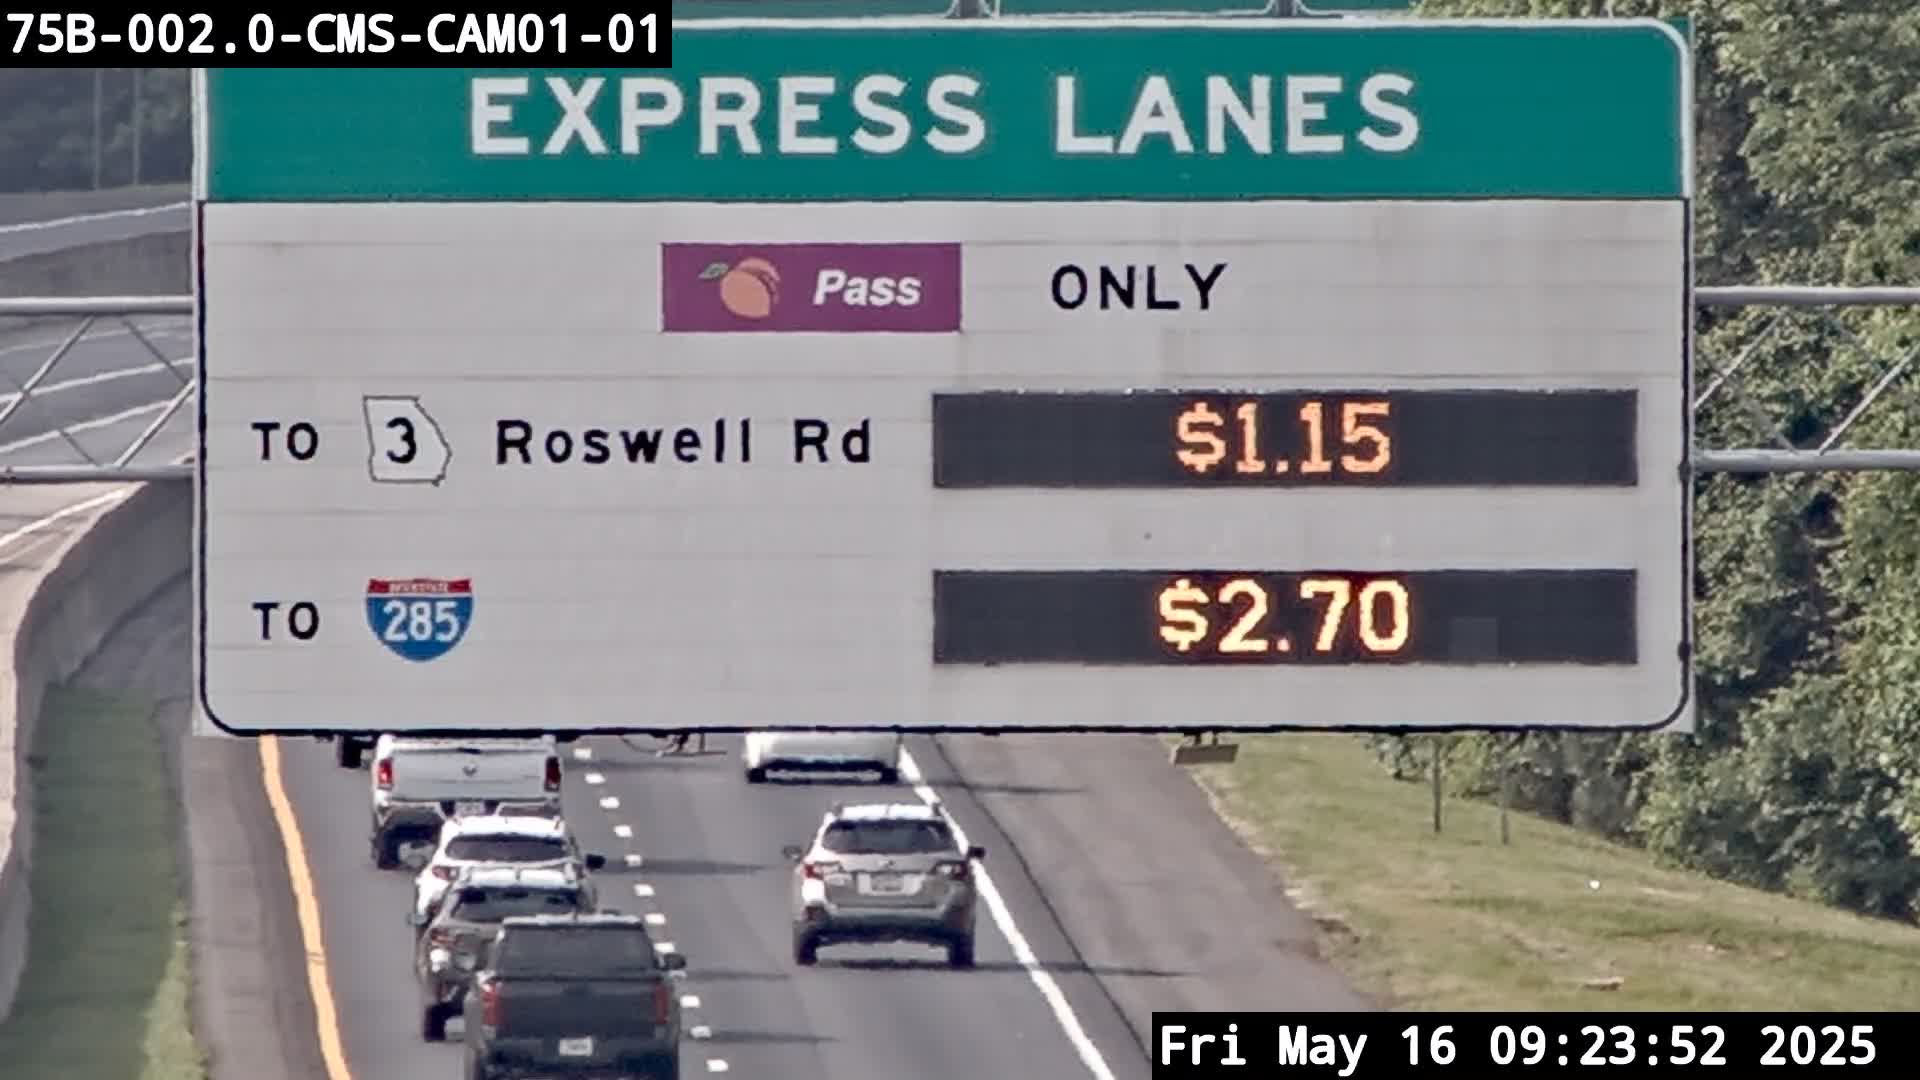 75B-002.0-CMS-CAM01-01
EXPRESS LANES
Pass ONLY
TO 3 Roswell Rd $1.15
INTERSTATE
TO 285 $2.70
Fri May 16 09:23:52 2025